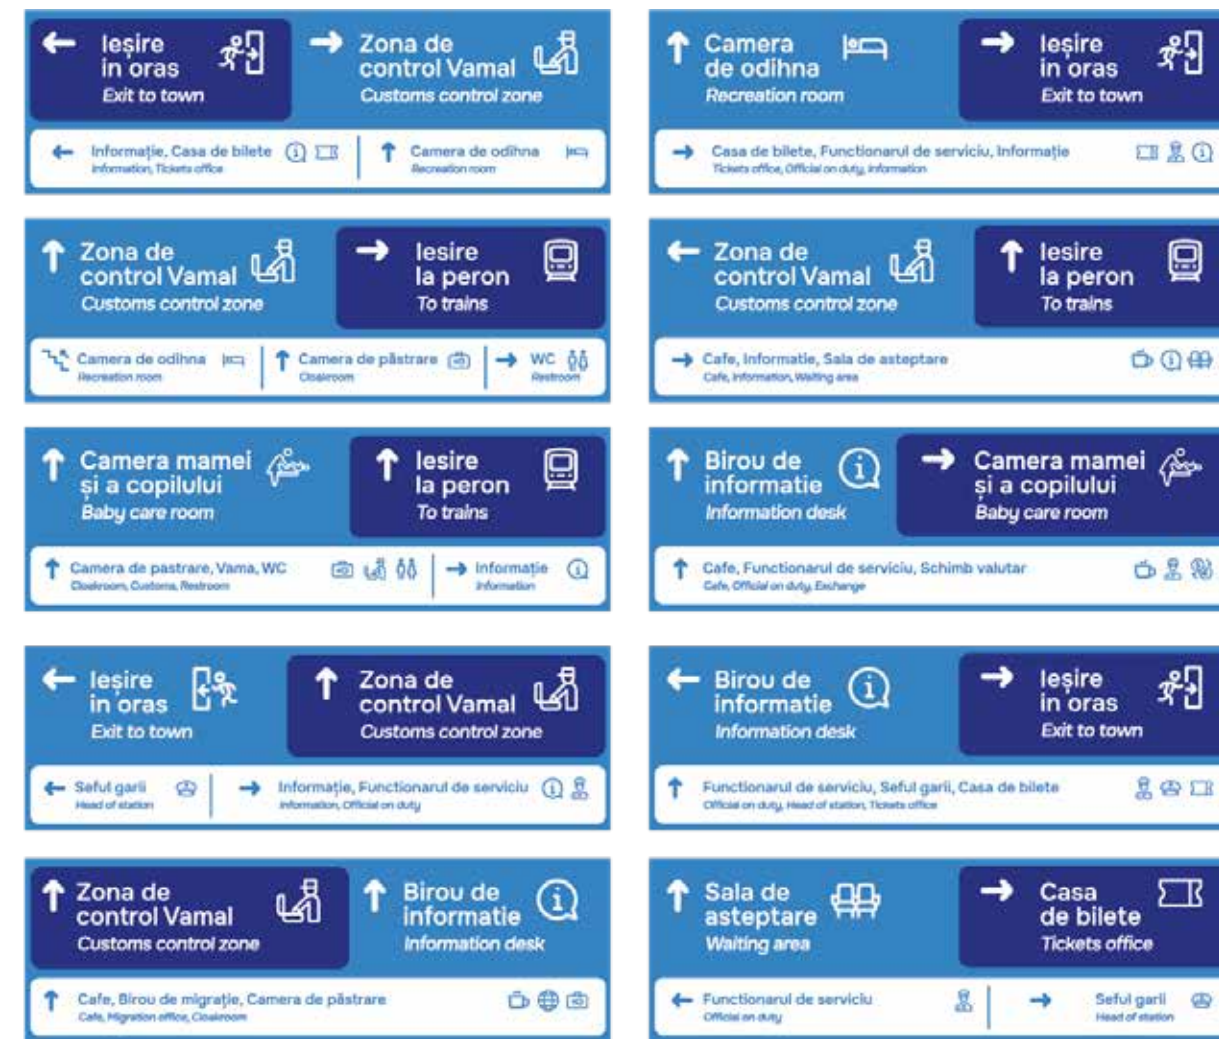 Ieșire
in oras
Exit to town
Zona de
control Vamal
Customs control zone
Informație, Casa de bilete
Information, Tickets office
Camera de odihna
Recreation room
Camera
de odihna
Recreation room
Ieșire
in oras
Exit to town
Casa de bilete, Functionarul de serviciu, Informație
Tickets office, Official on duty, Information
Zona de
control Vamal
Customs control zone
Iesire
la peron
To trains
Camera de odihna
Recreation room
Camera de păstrare
Cloakroom
WC
Restroom
Zona de
control Vamal
Customs control zone
Iesire
la peron
To trains
Cafe, Informatie, Sala de asteptare
Cafe, Information, Waiting area
Camera mamei
și a copilului
Baby care room
Iesire
la peron
To trains
Camera de pastrare, Vama, WC
Cloakroom, Customs, Restroom
Informație
Information
Birou de
informatie
Information desk
Camera mamei
și a copilului
Baby care room
Cafe, Functionarul de serviciu, Schimb valutar
Cafe, Official on duty, Exchange
Ieșire
in oras
Exit to town
Zona de
control Vamal
Customs control zone
Seful garii
Head of station
Informație, Functionarul de serviciu
Information, Official on duty
Birou de
informatie
Information desk
Ieșire
in oras
Exit to town
Functionarul de serviciu, Seful garii, Casa de bilete
Official on duty, Head of station, Tickets office
Zona de
control Vamal
Customs control zone
Birou de
informatie
Information desk
Cafe, Birou de migrație, Camera de păstrare
Cafe, Migration office, Cloakroom
Sala de
asteptare
Waiting area
Casa
de bilete
Tickets office
Functionarul de serviciu
Official on duty
Seful garii
Head of station